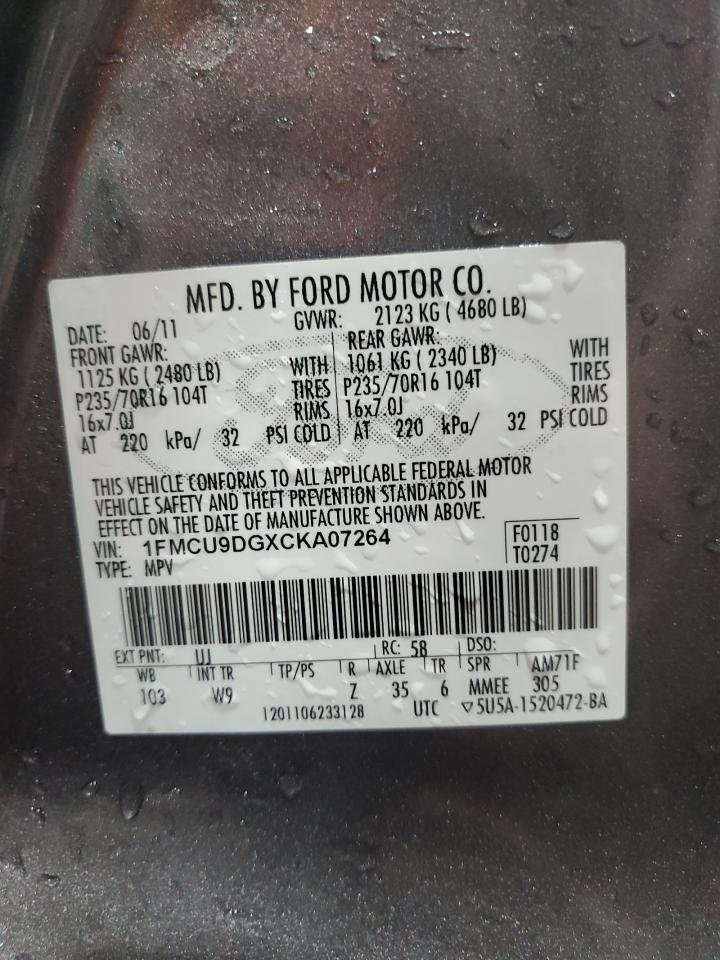 MFD. BY FORD MOTOR CO.
DATE: 06/11 GVWR: 2123 KG ( 4680 LB)
FRONT GAWR: REAR GAWR:
1125 KG ( 2480 LB) WITH 1061 KG ( 2340 LB) WITH
P235/70R16 104T TIRES P235/70R16 104T TIRES
16x7.0J RIMS 16x7.0J RIMS
AT 220 kPa/ 32 PSI COLD AT 220 kPa/ 32 PSI COLD
THIS VEHICLE CONFORMS TO ALL APPLICABLE FEDERAL MOTOR
VEHICLE SAFETY AND THEFT PREVENTION STANDARDS IN
EFFECT ON THE DATE OF MANUFACTURE SHOWN ABOVE.
VIN: 1FMCU9DGXCKA07264 F0118
TYPE: MPV T0274
EXT PNT: UJ RC: 58 DSO:
WB INT TR TP/PS R AXLE TR SPR AM71F
103 W9 Z 35 6 MMEE 305
1201106233128 UTC ▽5U5A-1520472-BA